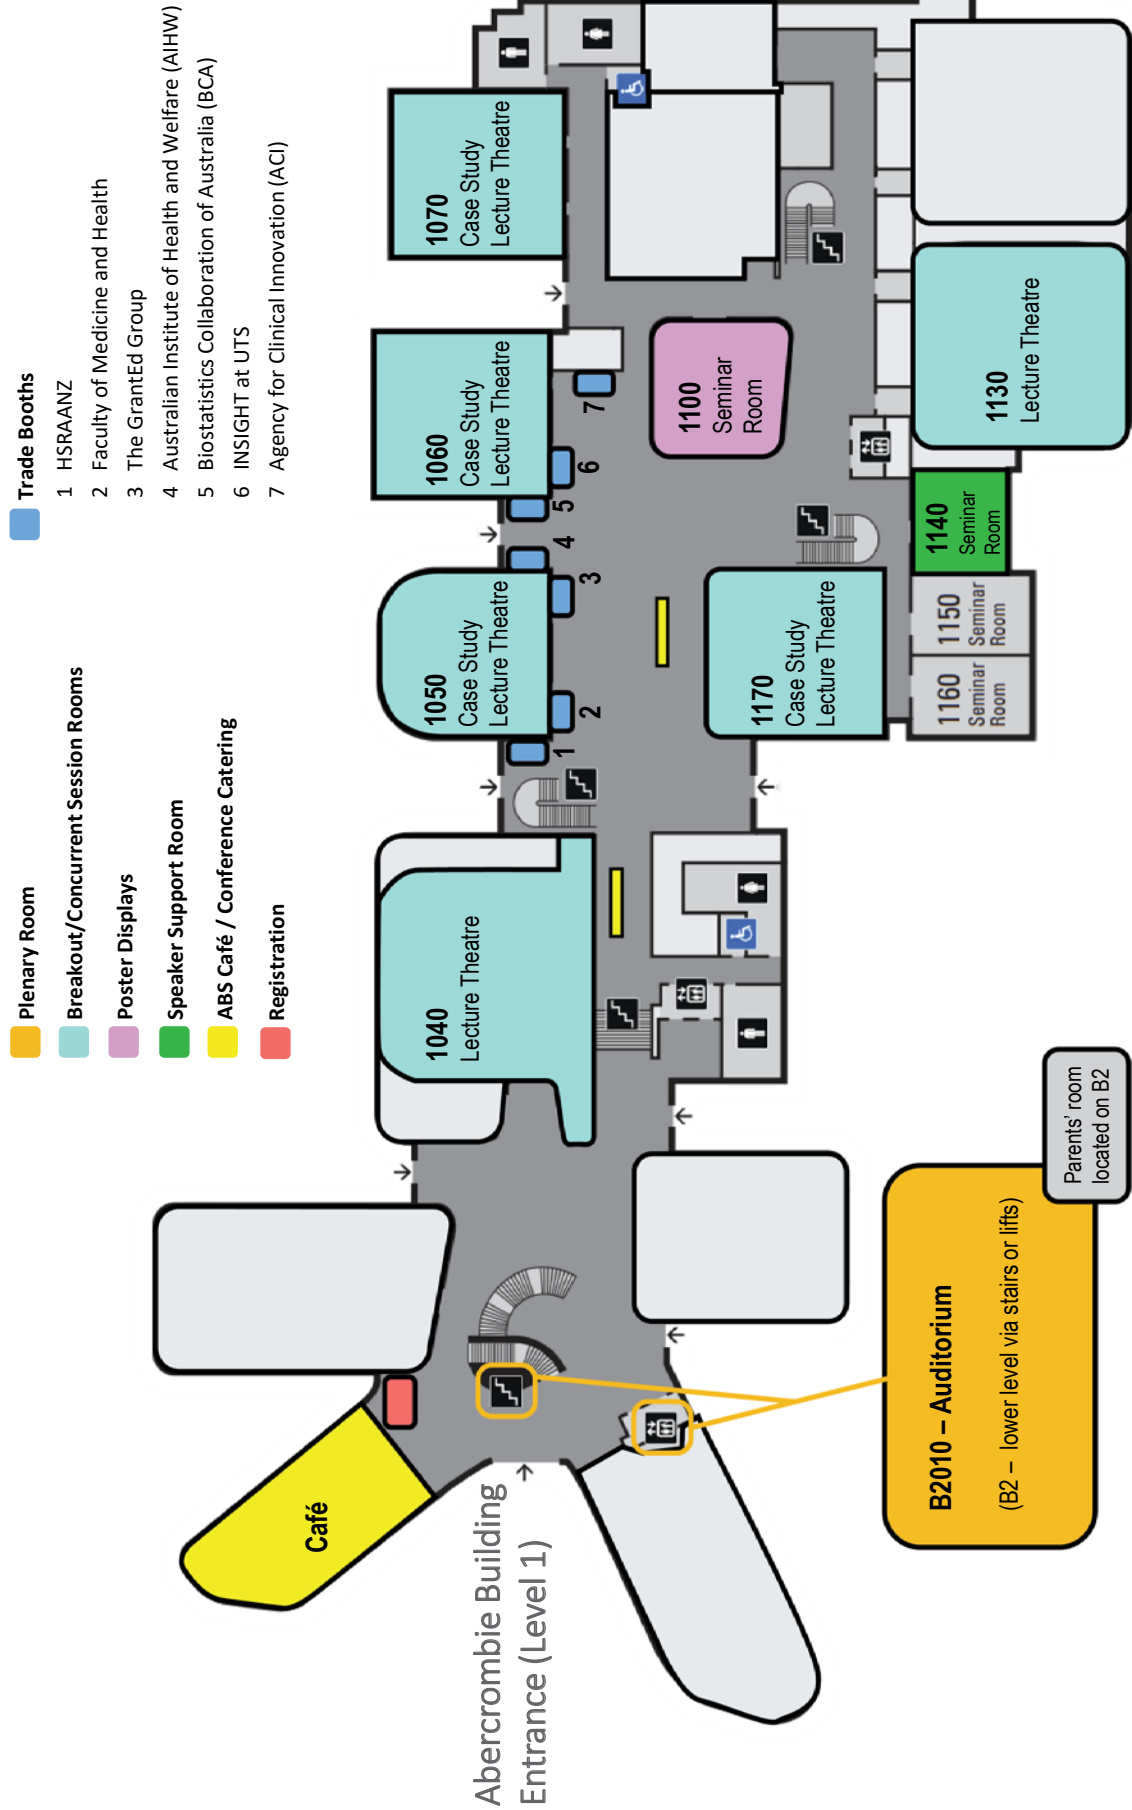 Plenary Room
Breakout/Concurrent Session Rooms
Poster Displays
Speaker Support Room
ABS Café / Conference Catering
Registration
Trade Booths
1 HSRAANZ
2 Faculty of Medicine and Health
3 The GrantEd Group
4 Australian Institute of Health and Welfare (AIHW)
5 Biostatistics Collaboration of Australia (BCA)
6 INSIGHT at UTS
7 Agency for Clinical Innovation (ACI)
Café
Abercrombie Building
Entrance (Level 1)
1040
Lecture Theatre
1050
Case Study
Lecture Theatre
1060
Case Study
Lecture Theatre
1070
Case Study
Lecture Theatre
1
2
3
4
5
6
7
1100
Seminar
Room
1170
Case Study
Lecture Theatre
1160
Seminar
Room
1150
Seminar
Room
1140
Seminar
Room
1130
Lecture Theatre
B2010 – Auditorium
(B2 – lower level via stairs or lifts)
Parents' room
located on B2